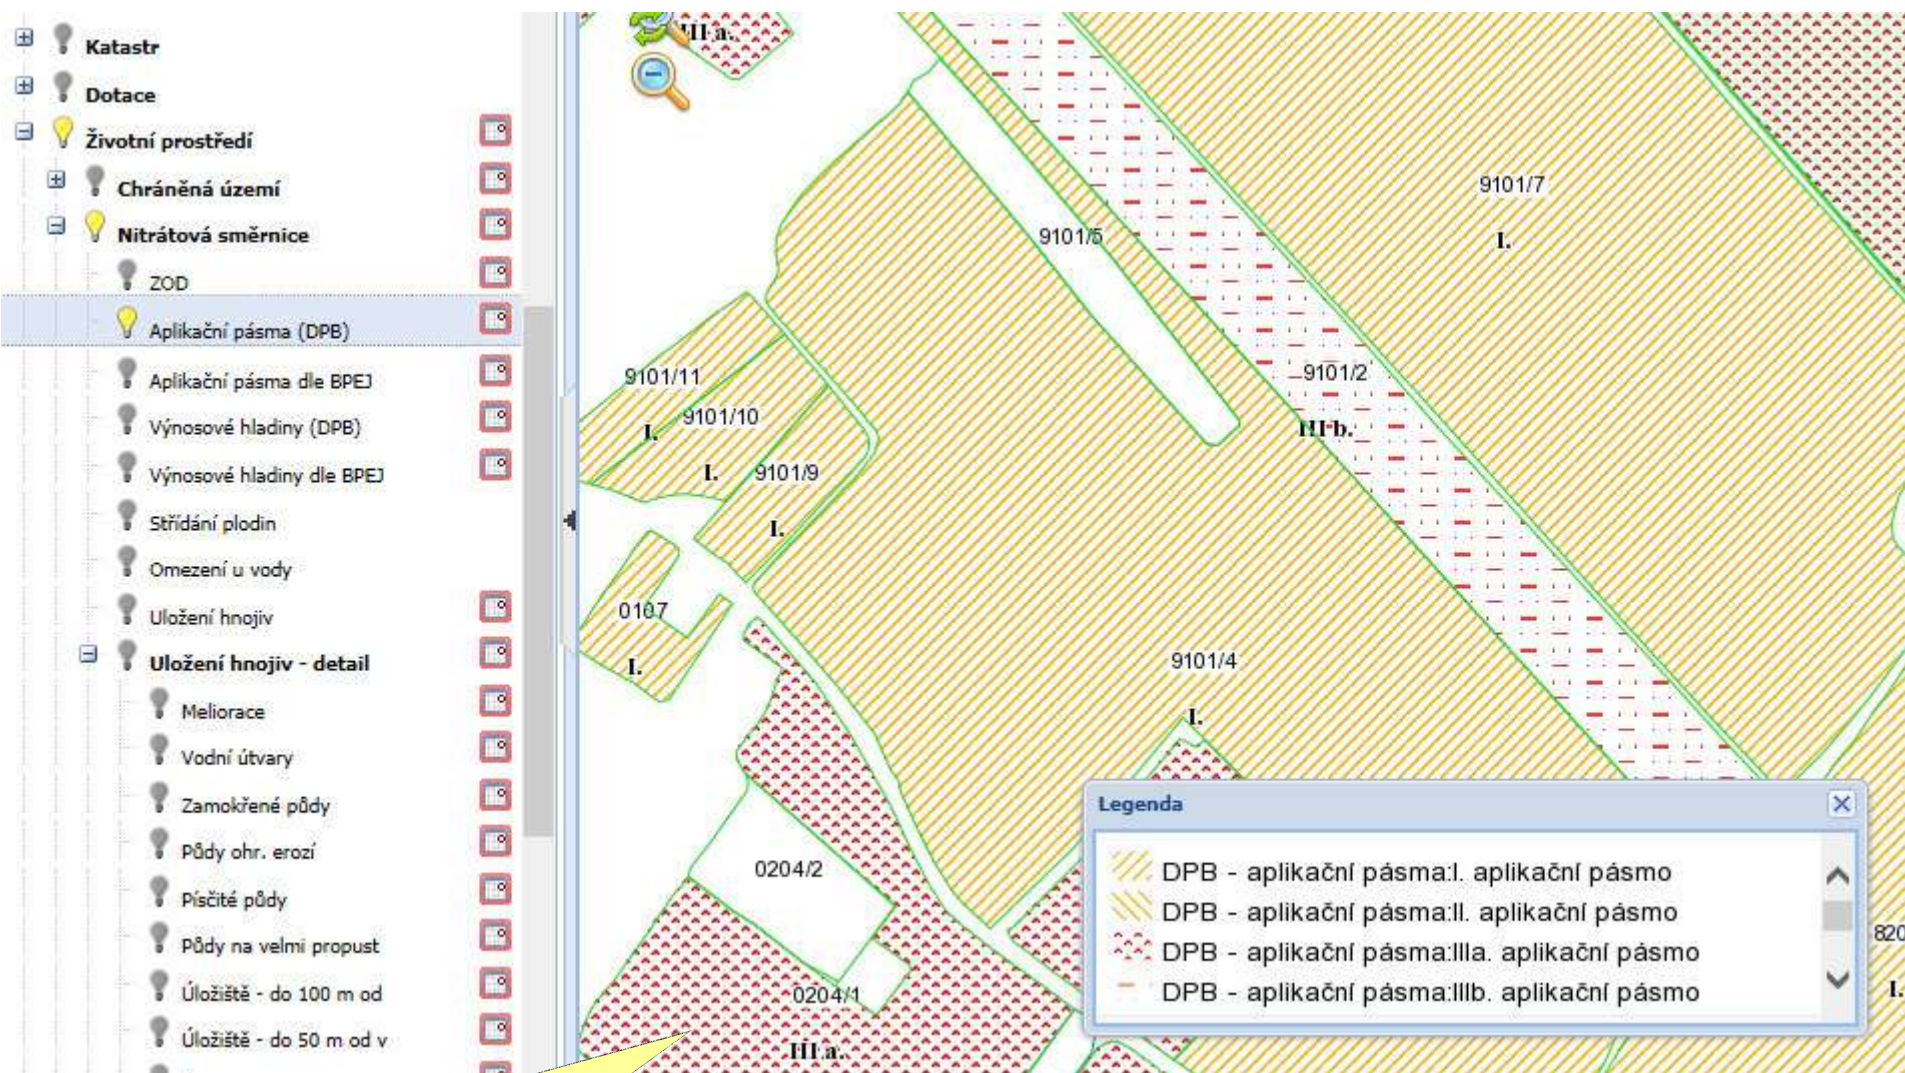 Katastr
Dotace
Životní prostředí
Chráněná území
Nitrátová směrnice
ZOD
Aplikační pásma (DPB)
Aplikační pásma dle BPEJ
Výnosové hladiny (DPB)
Výnosové hladiny dle BPEJ
Střídání plodin
Omezení u vody
Uložení hnojiv
Uložení hnojiv - detail
Meliorace
Vodní útvary
Zamokřené půdy
Půdy ohr. erozí
Písčité půdy
Půdy na velmi propust
Úložiště - do 100 m od
Úložiště - do 50 m od v
III a.
9101/7
I.
9101/5
9101/2
III b.
9101/11
I.
9101/10
I.
9101/9
I.
0107
I.
9101/4
I.
0204/2
0204/1
III a.
820
I.
Legenda
DPB - aplikační pásma:I. aplikační pásmo
DPB - aplikační pásma:II. aplikační pásmo
DPB - aplikační pásma:IIIa. aplikační pásmo
DPB - aplikační pásma:IIIb. aplikační pásmo